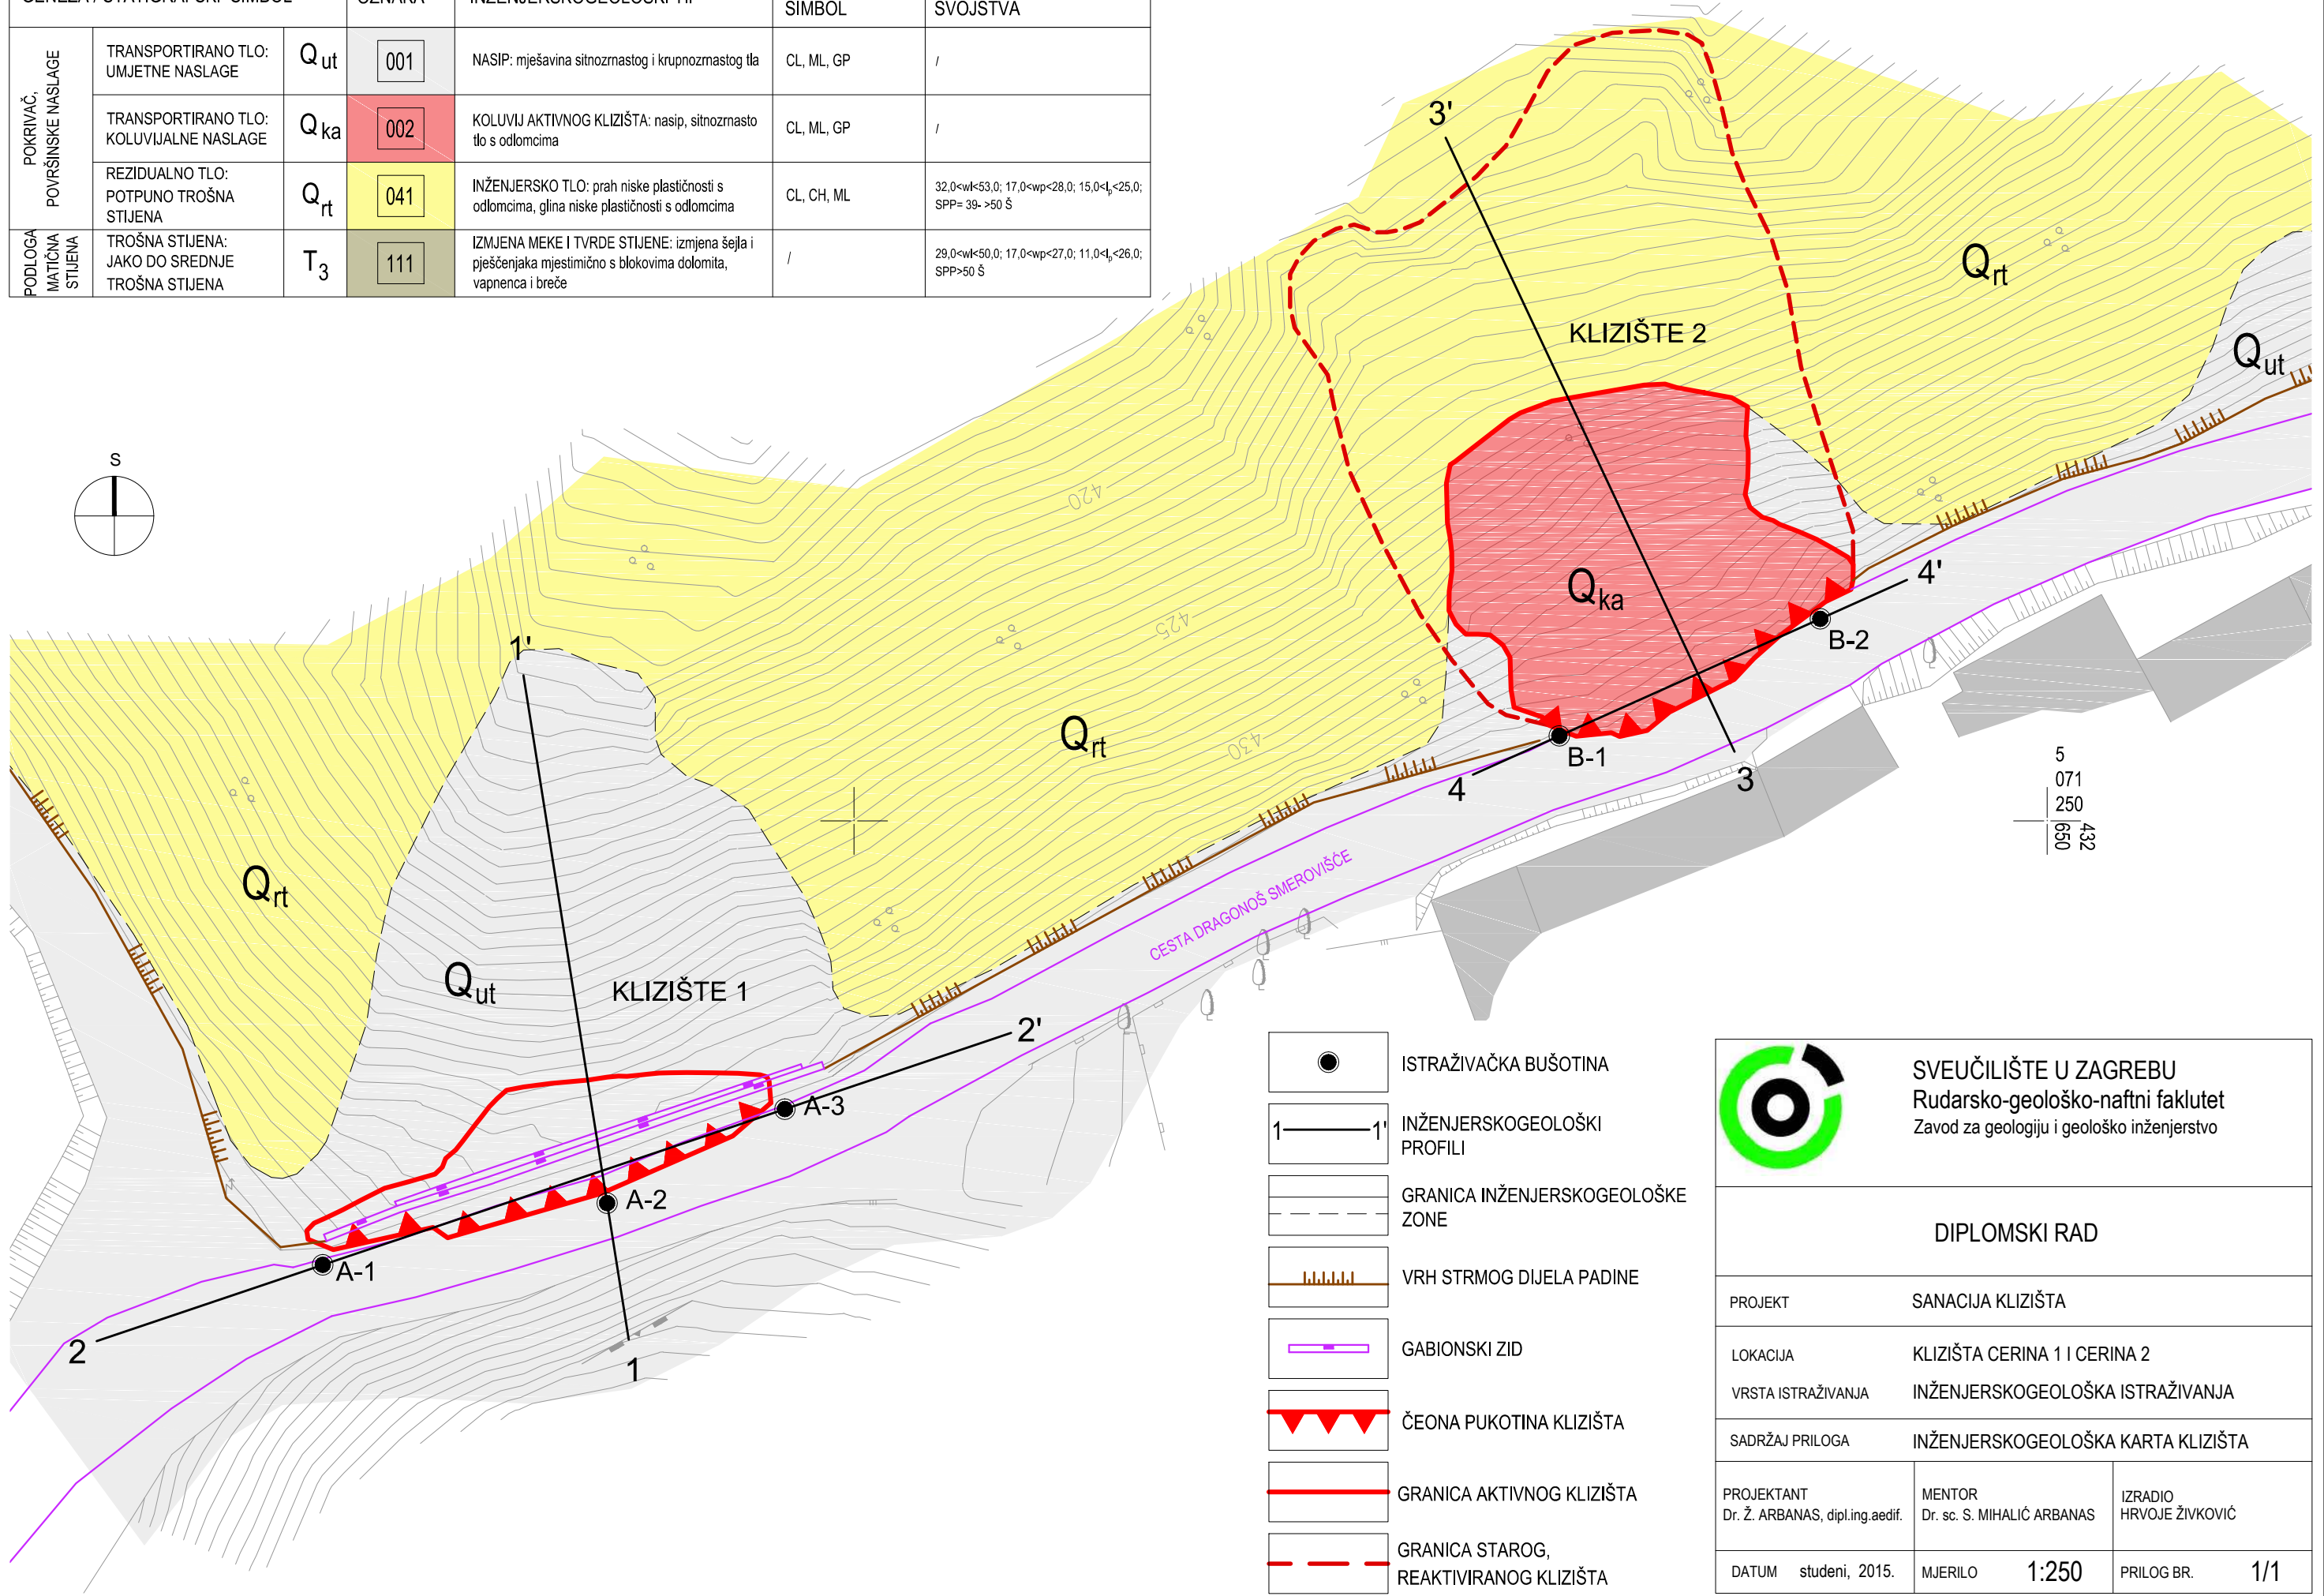 GENEZA / STRATIGRAFSKI SIMBOL
OZNAKA
INŽENJERSKOGEOLOŠKI TIP
SIMBOL
SVOJSTVA
POKRIVAČ,
POVRŠINSKE NASLAGE
TRANSPORTIRANO TLO:
UMJETNE NASLAGE
Qut
001
NASIP: mješavina sitnozrnastog i krupnozrnastog tla
CL, ML, GP
/
TRANSPORTIRANO TLO:
KOLUVIJALNE NASLAGE
Qka
002
KOLUVIJ AKTIVNOG KLIZIŠTA: nasip, sitnozrnasto
tlo s odlomcima
CL, ML, GP
/
REZIDUALNO TLO:
POTPUNO TROŠNA
STIJENA
Qrt
041
INŽENJERSKO TLO: prah niske plastičnosti s
odlomcima, glina niske plastičnosti s odlomcima
CL, CH, ML
32,0<wl<53,0; 17,0<wp<28,0; 15,0<Ip<25,0;
SPP= 39- >50 Š
PODLOGA
MATIČNA
STIJENA
TROŠNA STIJENA:
JAKO DO SREDNJE
TROŠNA STIJENA
T3
111
IZMJENA MEKE I TVRDE STIJENE: izmjena šejla i
pješčenjaka mjestimično s blokovima dolomita,
vapnenca i breče
/
29,0<wl<50,0; 17,0<wp<27,0; 11,0<Ip<26,0;
SPP>50 Š
S
3'
KLIZIŠTE 2
Qrt
Qut
420
425
430
Qka
4'
B-2
B-1
4
3
1'
Qrt
Qrt
Qut
KLIZIŠTE 1
CESTA DRAGONOŠ SMEROVIŠĆE
2'
A-3
A-2
A-1
2
1
5
071
250
650
432
ISTRAŽIVAČKA BUŠOTINA
1
1'
INŽENJERSKOGEOLOŠKI
PROFILI
GRANICA INŽENJERSKOGEOLOŠKE
ZONE
VRH STRMOG DIJELA PADINE
GABIONSKI ZID
ČEONA PUKOTINA KLIZIŠTA
GRANICA AKTIVNOG KLIZIŠTA
GRANICA STAROG,
REAKTIVIRANOG KLIZIŠTA
SVEUČILIŠTE U ZAGREBU
Rudarsko-geološko-naftni faklutet
Zavod za geologiju i geološko inženjerstvo
DIPLOMSKI RAD
PROJEKT
SANACIJA KLIZIŠTA
LOKACIJA
KLIZIŠTA CERINA 1 I CERINA 2
VRSTA ISTRAŽIVANJA
INŽENJERSKOGEOLOŠKA ISTRAŽIVANJA
SADRŽAJ PRILOGA
INŽENJERSKOGEOLOŠKA KARTA KLIZIŠTA
PROJEKTANT
Dr. Ž. ARBANAS, dipl.ing.aedif.
MENTOR
Dr. sc. S. MIHALIĆ ARBANAS
IZRADIO
HRVOJE ŽIVKOVIĆ
DATUM studeni, 2015.
MJERILO 1:250
PRILOG BR. 1/1